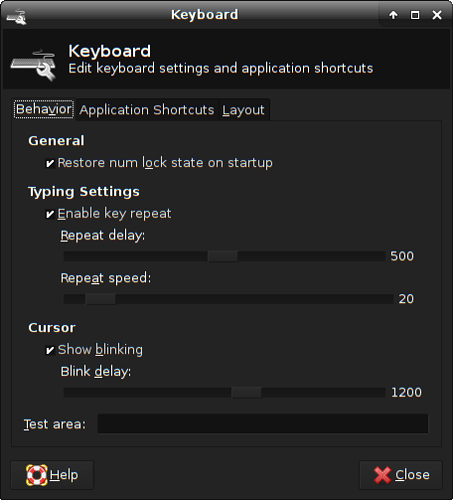 Keyboard
Keyboard
Edit keyboard settings and application shortcuts
Behavior Application Shortcuts Layout
General
Restore num lock state on startup
Typing Settings
Enable key repeat
Repeat delay:
500
Repeat speed:
20
Cursor
Show blinking
Blink delay:
1200
Test area:
Help Close